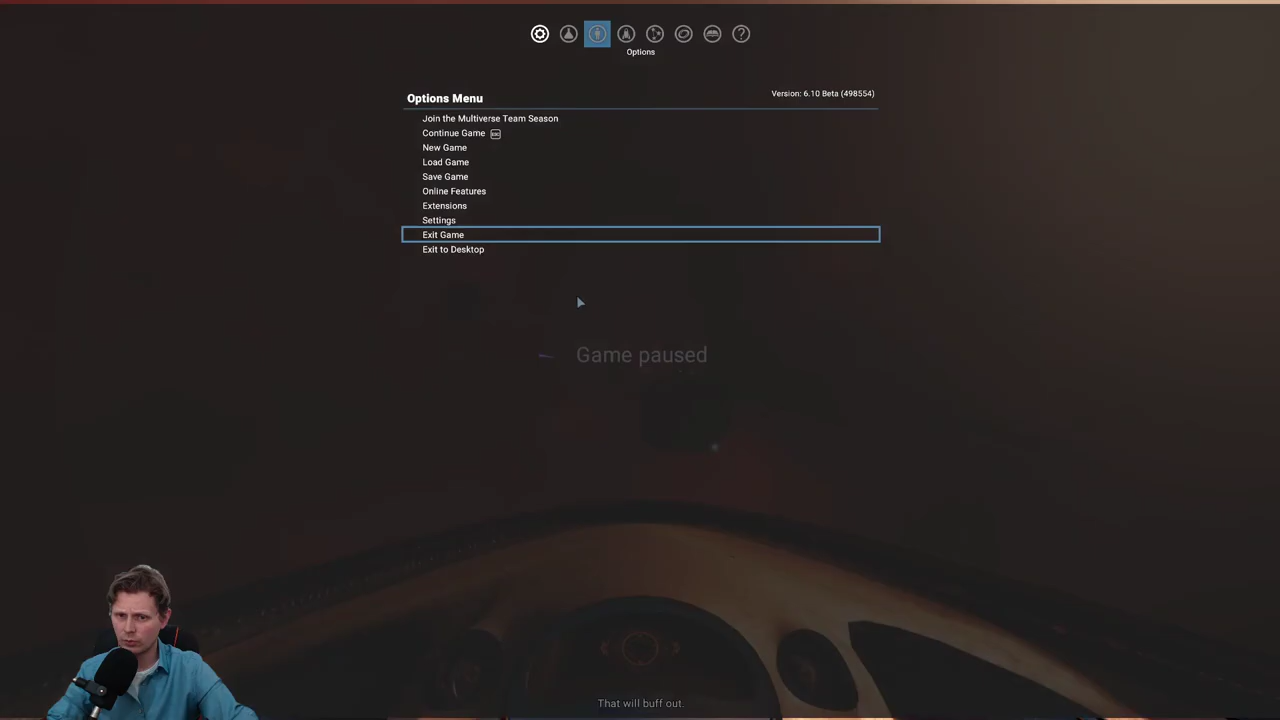 Options
Options Menu
Version: 6.10 Beta (498554)
Join the Multiverse Team Season
Continue Game
New Game
Load Game
Save Game
Online Features
Extensions
Settings
Exit Game
Exit to Desktop
Game paused
That will buff out.